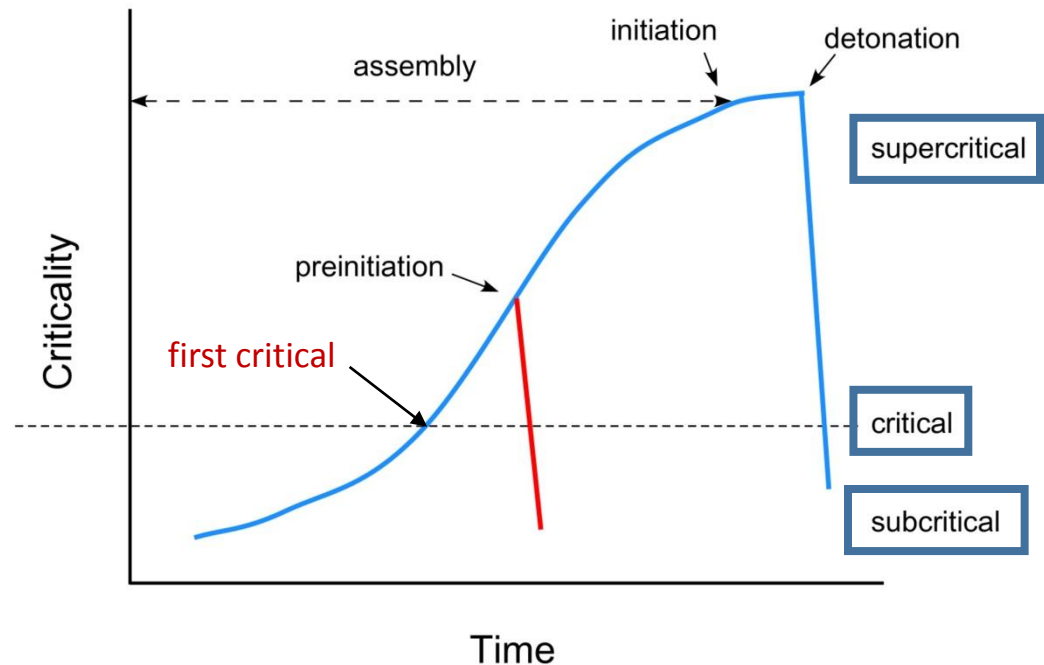 initiation
detonation
assembly
supercritical
preinitiation
first critical
critical
subcritical
Criticality
Time